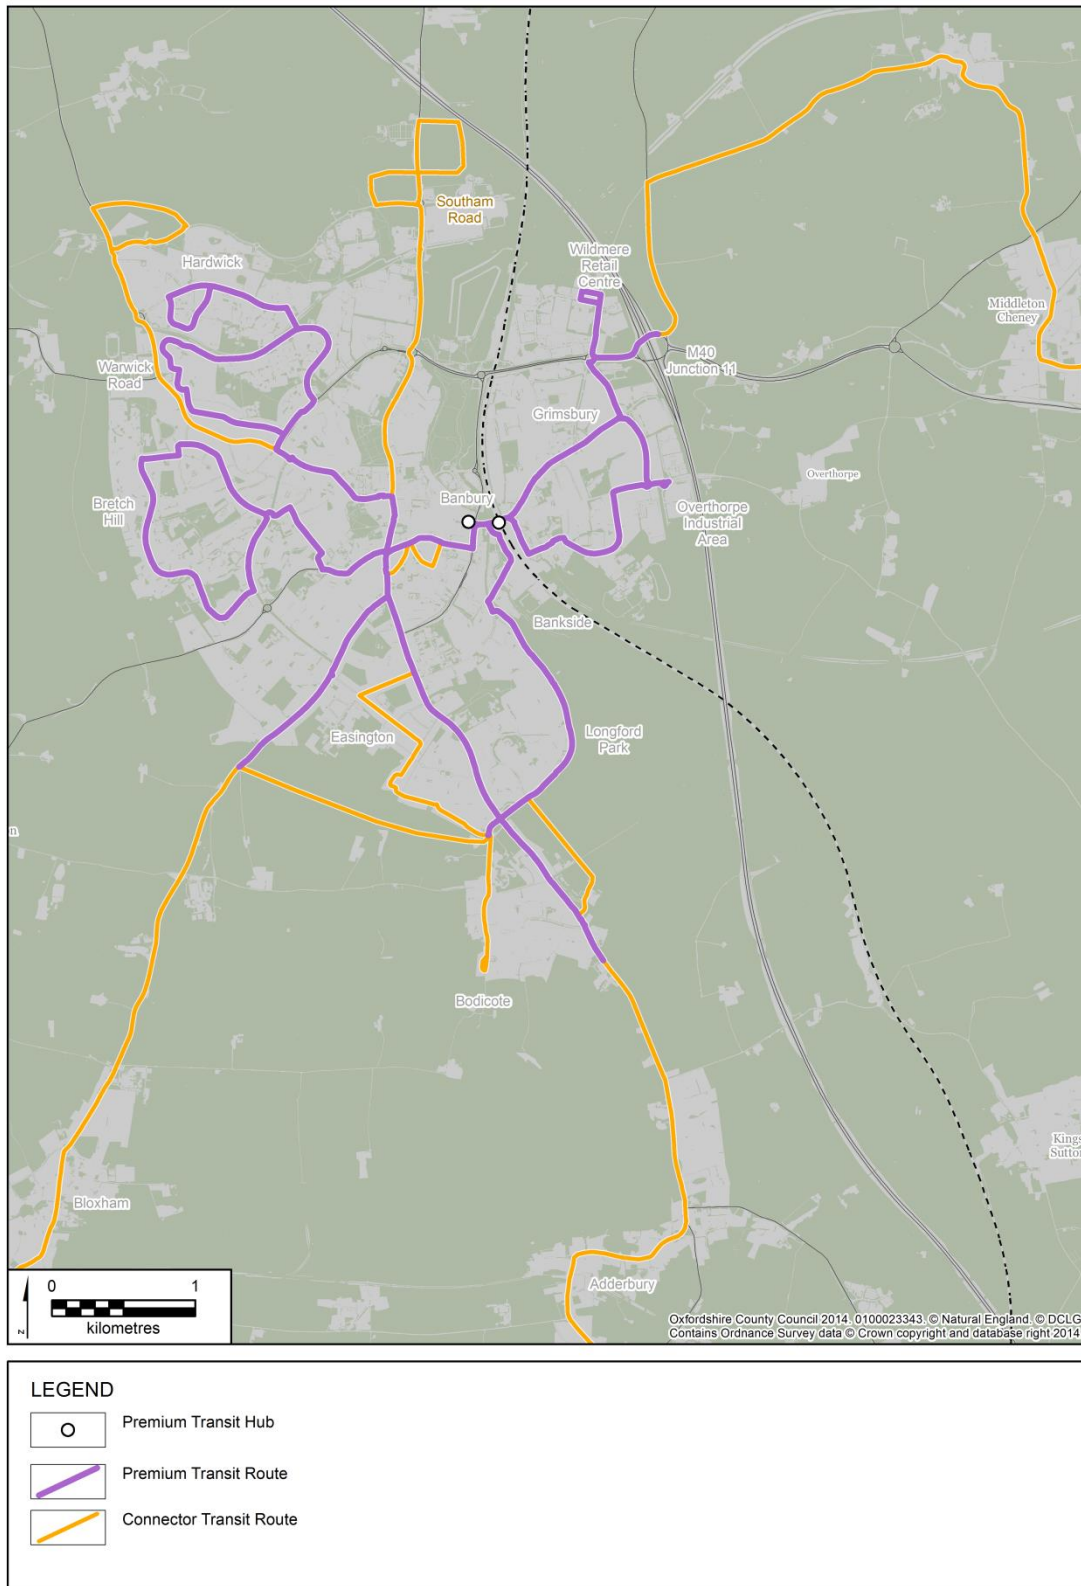 Southam
Road
Hardwick
Wildmere
Retail
Centre
Middleton
Cheney
M40
Junction 11
Warwick
Road
Grimsbury
Overthorpe
Bretch
Hill
Banbury
Overthorpe
Industrial
Area
Bankside
Easington
Longford
Park
n
Bodicote
Kings
Sutton
Bloxham
Adderbury
0 1
kilometres
N
Oxfordshire County Council 2014. 0100023343. © Natural England. © DCLG
Contains Ordnance Survey data © Crown copyright and database right 2014
LEGEND
Premium Transit Hub
Premium Transit Route
Connector Transit Route